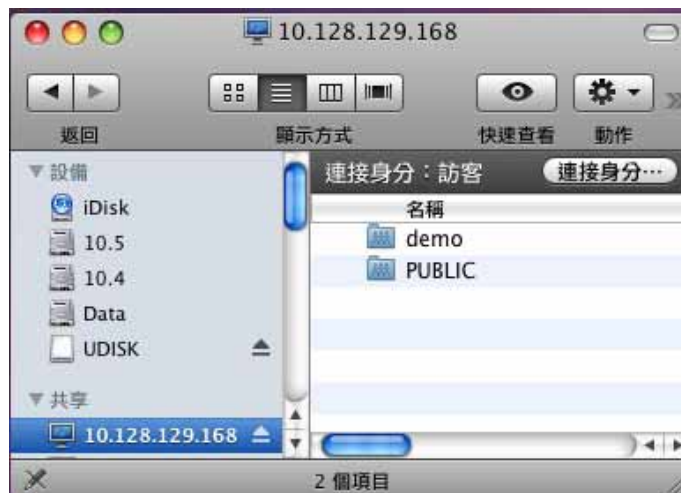 10.128.129.168
返回 顯示方式 快速查看 動作
設備
iDisk
10.5
10.4
Data
UDISK
共享
10.128.129.168
連接身分：訪客 連接身分…
名稱
demo
PUBLIC
2 個項目